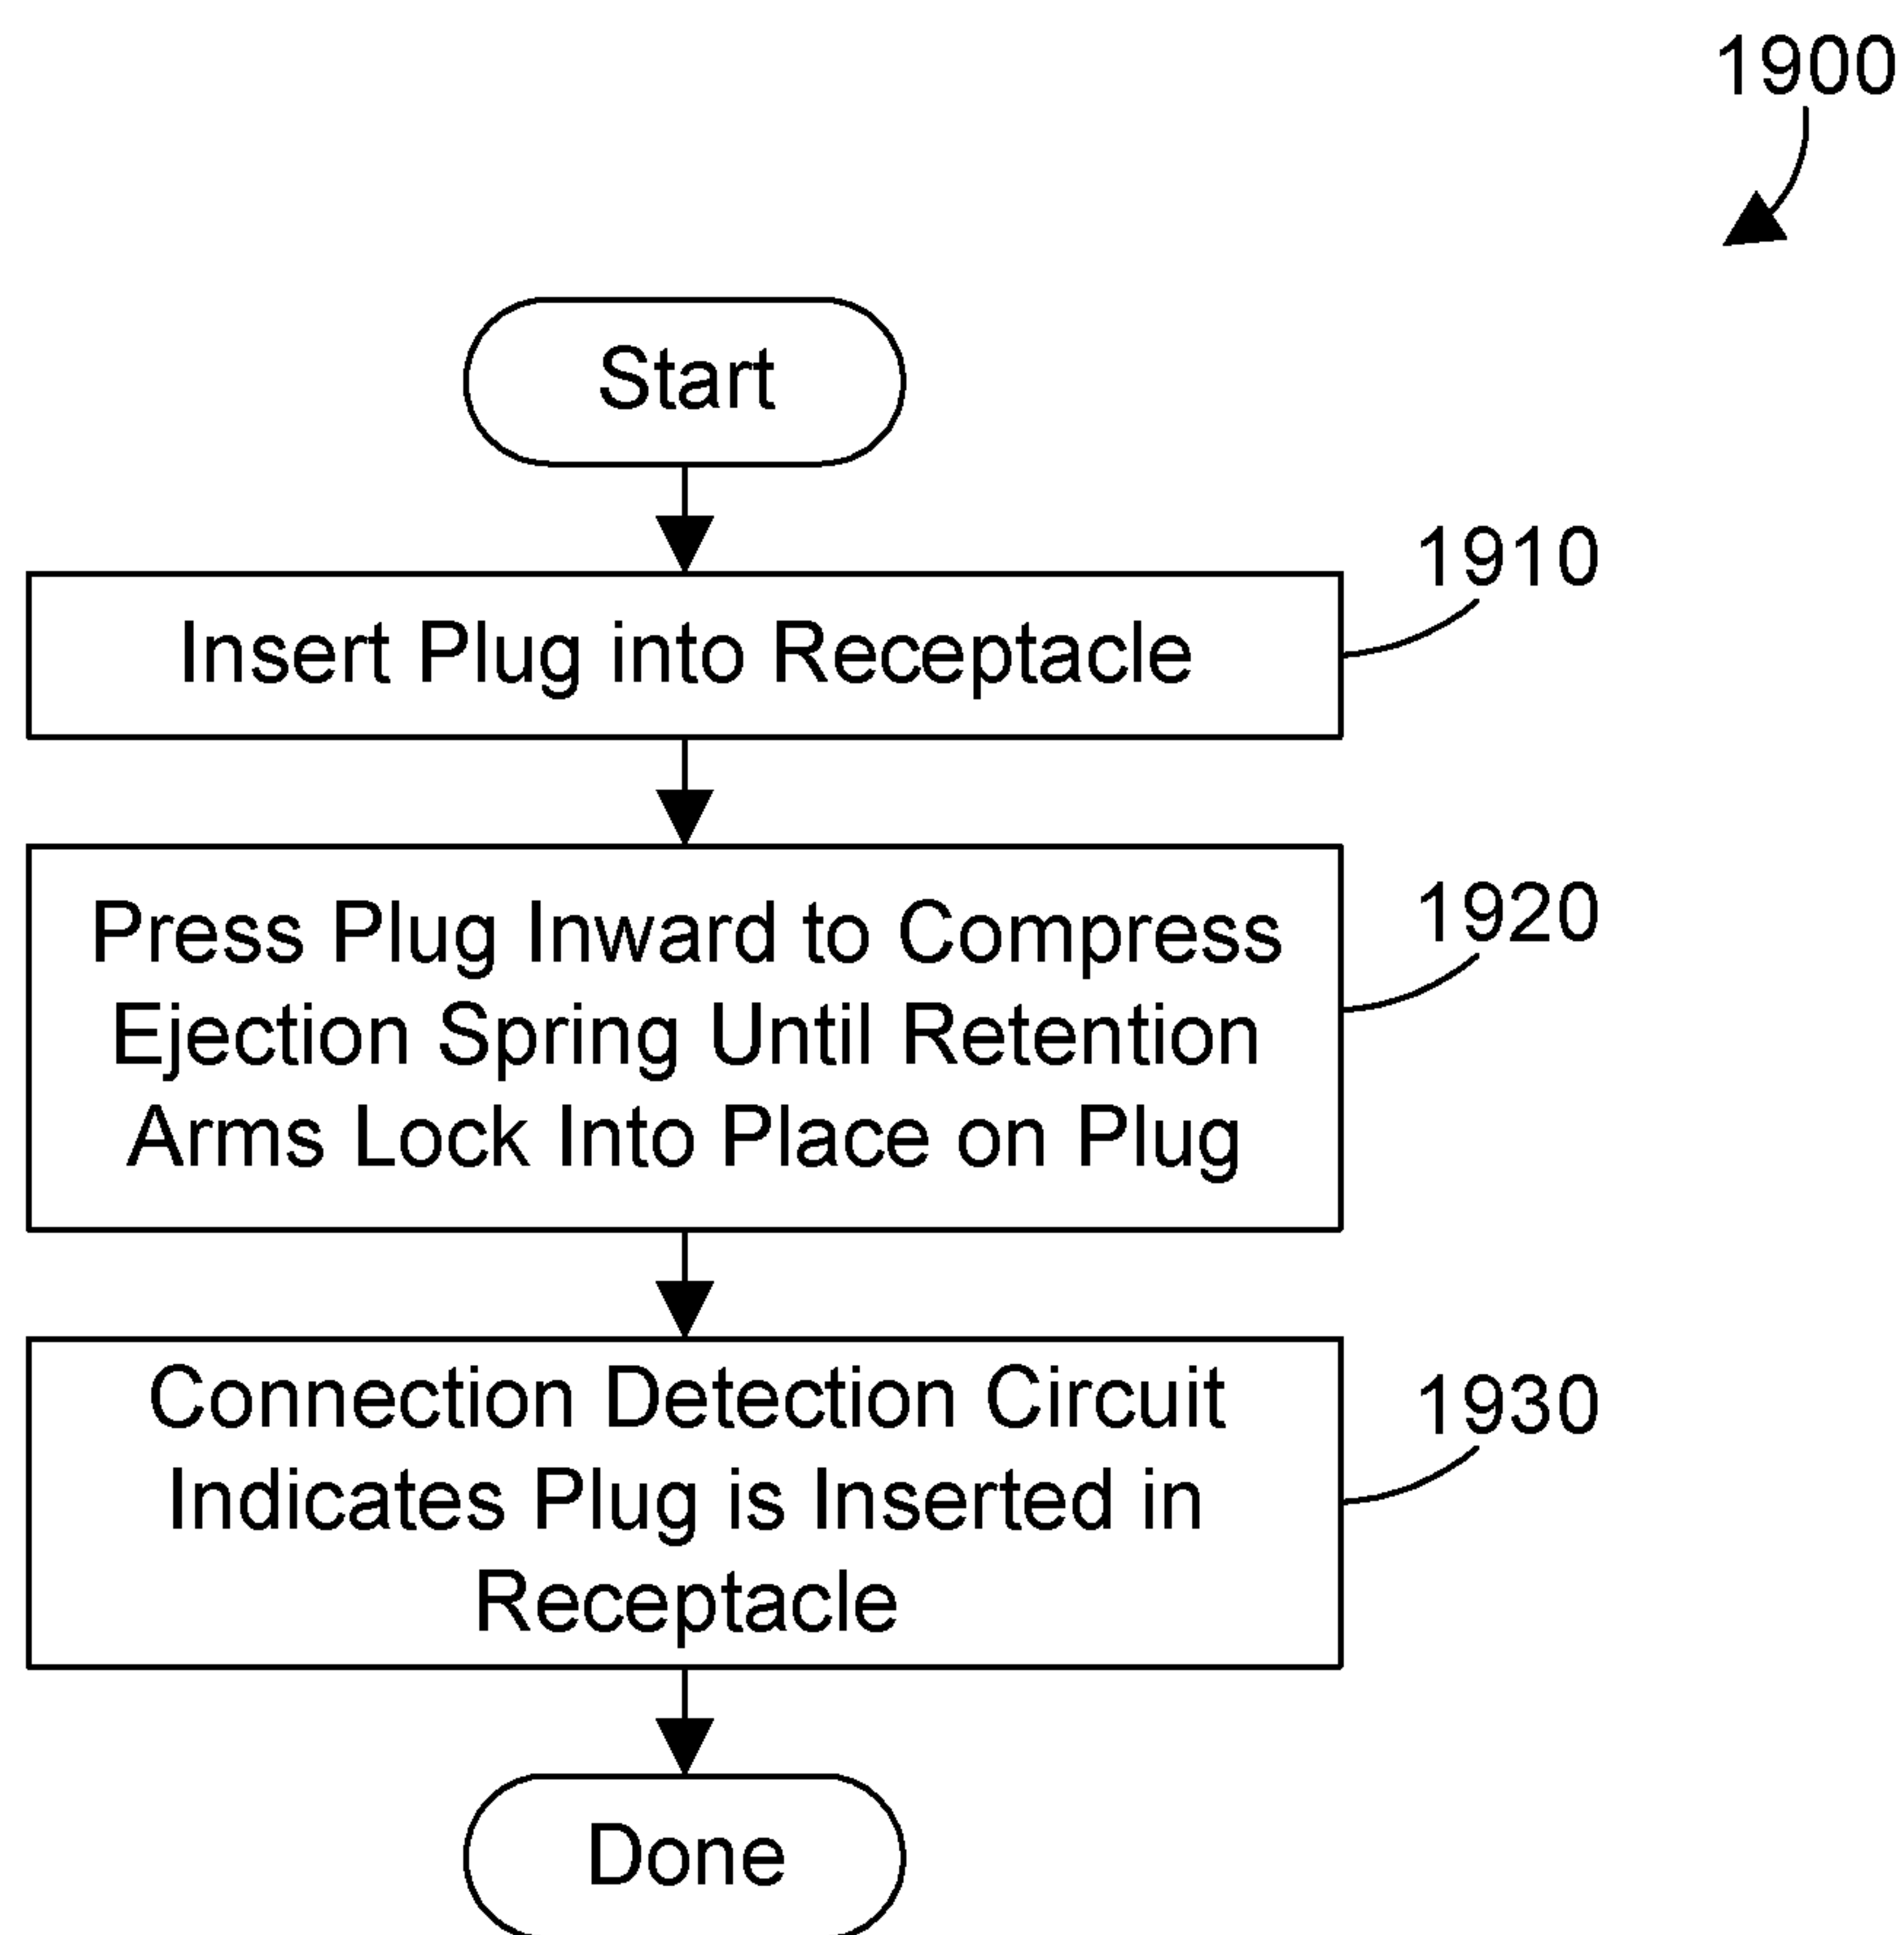 1900
Start
1910
Insert Plug into Receptacle
1920
Press Plug Inward to Compress
Ejection Spring Until Retention
Arms Lock Into Place on Plug
1930
Connection Detection Circuit
Indicates Plug is Inserted in
Receptacle
Done